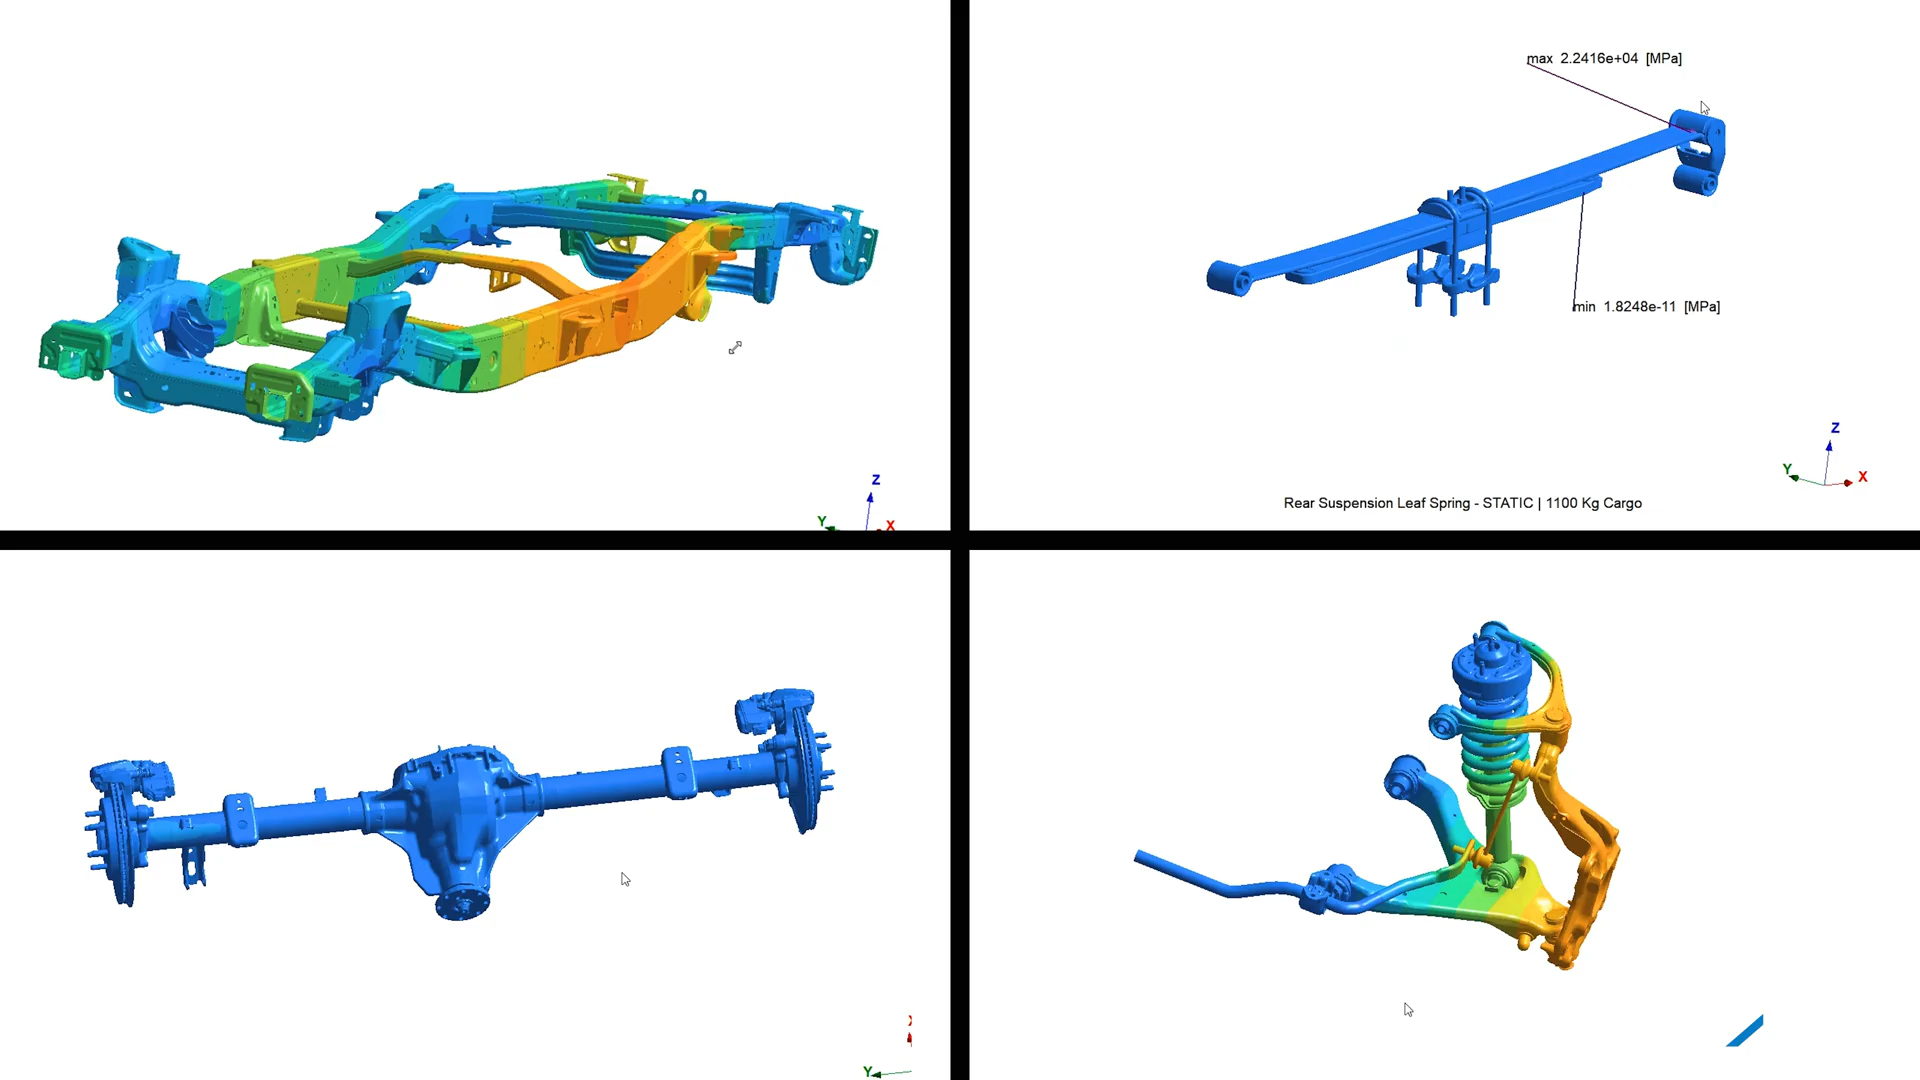 max 2.2416e+04 [MPa]
min 1.8248e-11 [MPa]
Z
Y
X
Rear Suspension Leaf Spring - STATIC | 1100 Kg Cargo
Z
Y
X
X
Y